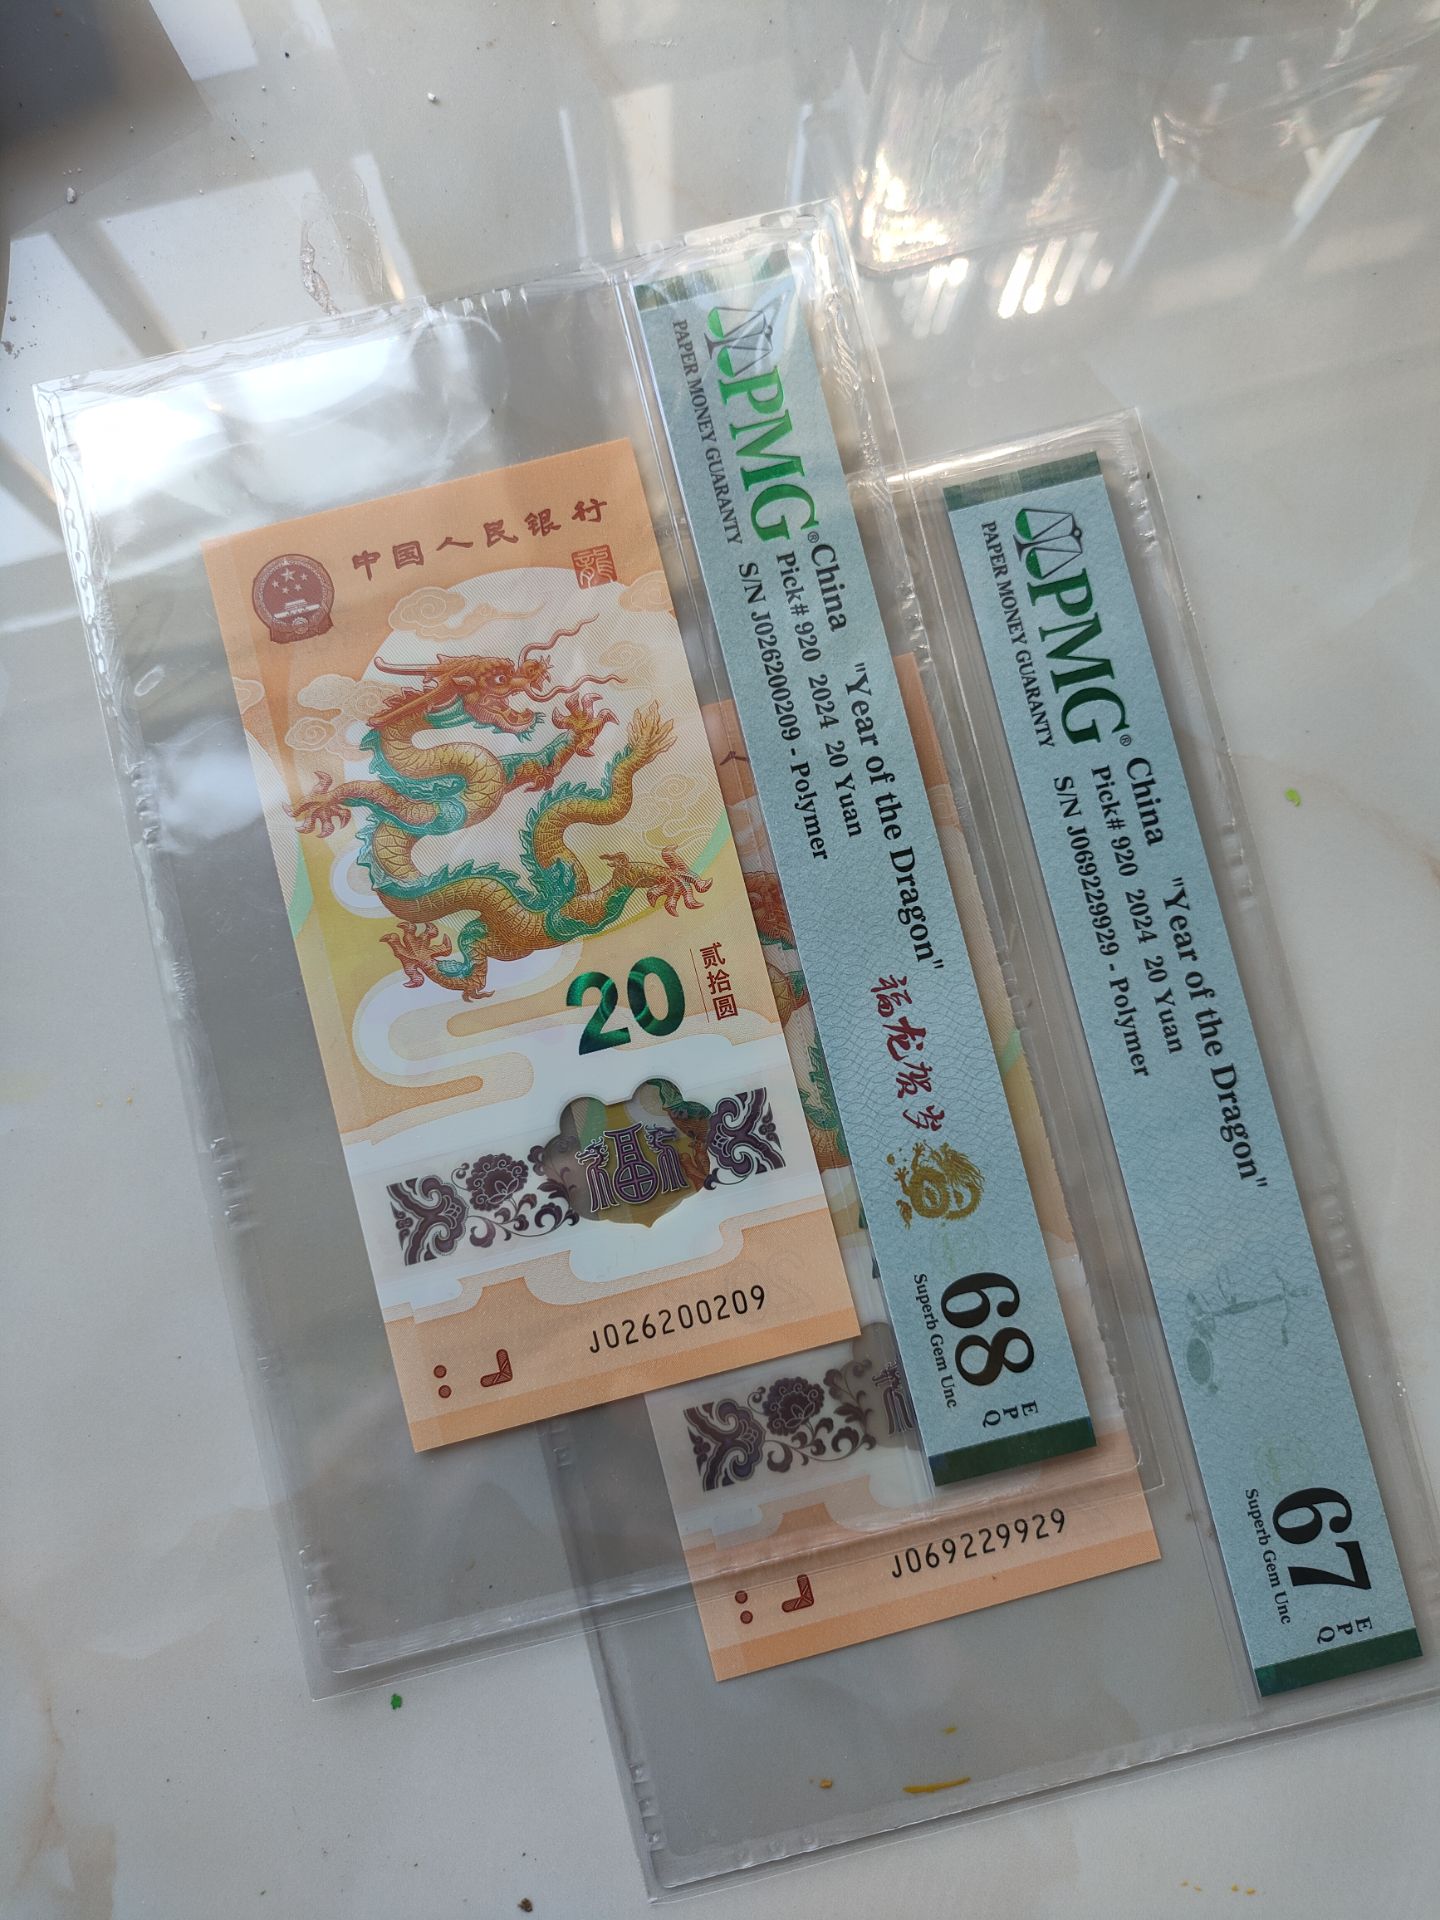 中国人民银行
龍
20
贰拾圆
福
J026200209
PMG®
PAPER MONEY GUARANTY
China "Year of the Dragon"
Pick# 920 2024 20 Yuan
S/N J026200209 - Polymer
福龙贺岁
68
EPQ
Superb Gem Unc
人
J069229929
PMG®
PAPER MONEY GUARANTY
China "Year of the Dragon"
Pick# 920 2024 20 Yuan
S/N J069229929 - Polymer
67
EPQ
Superb Gem Unc